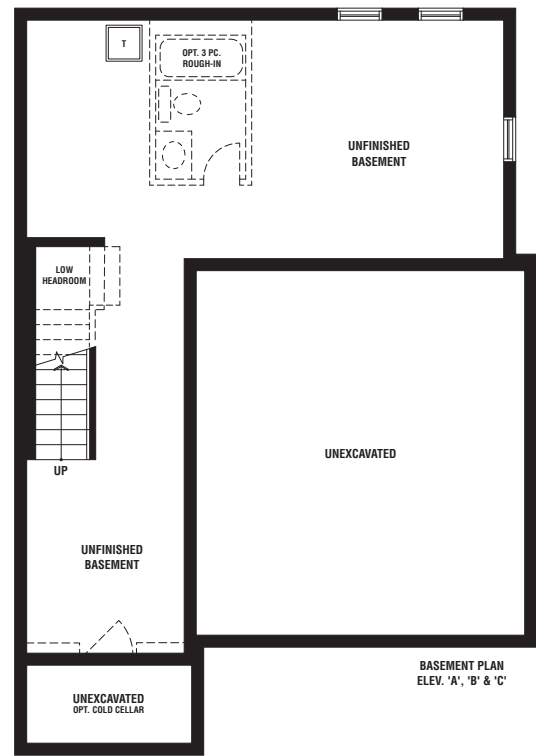 T
OPT. 3 PC.
ROUGH-IN
UNFINISHED
BASEMENT
LOW
HEADROOM
UNEXCAVATED
UP
UNFINISHED
BASEMENT
BASEMENT PLAN
ELEV. 'A', 'B' & 'C'
UNEXCAVATED
OPT. COLD CELLAR